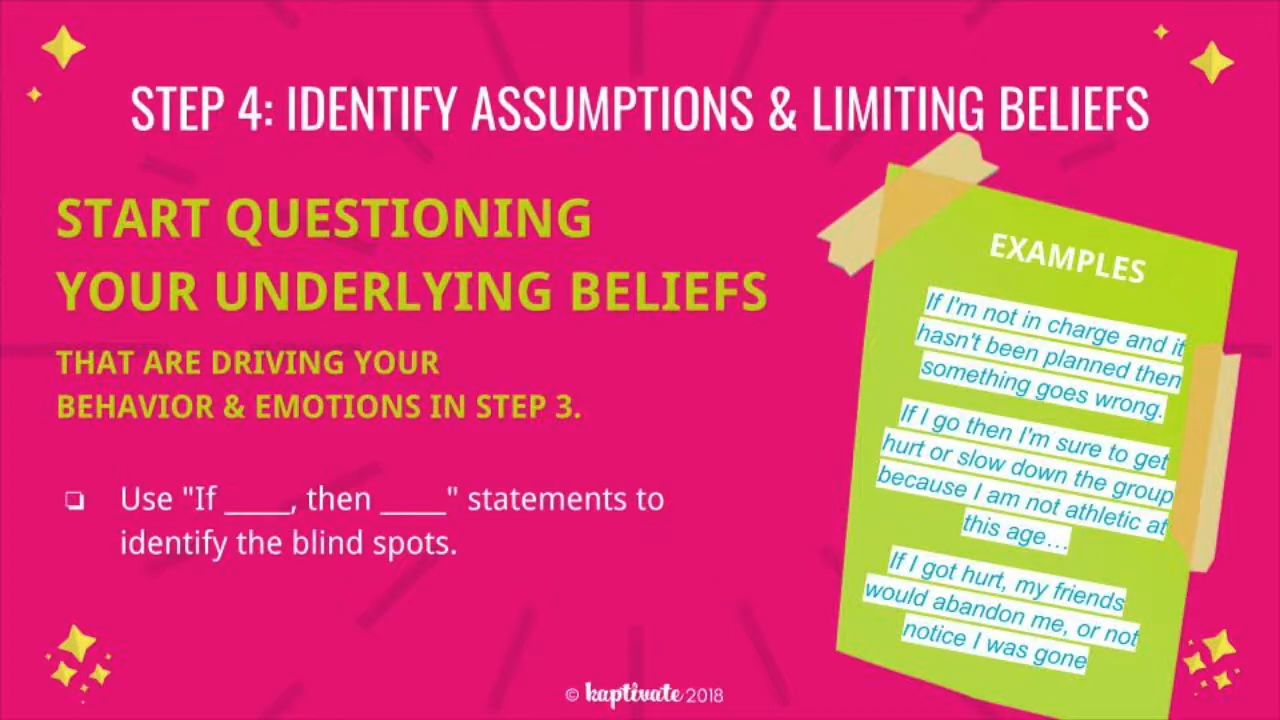 STEP 4: IDENTIFY ASSUMPTIONS & LIMITING BELIEFS
START QUESTIONING
YOUR UNDERLYING BELIEFS
THAT ARE DRIVING YOUR
BEHAVIOR & EMOTIONS IN STEP 3.
❏ Use "If _____, then _____" statements to
identify the blind spots.
EXAMPLES
If I'm not in charge and it
hasn't been planned then
something goes wrong.
If I go then I'm sure to get
hurt or slow down the group
because I am not athletic at
this age...
If I got hurt, my friends
would abandon me, or not
notice I was gone
© kaptivate 2018